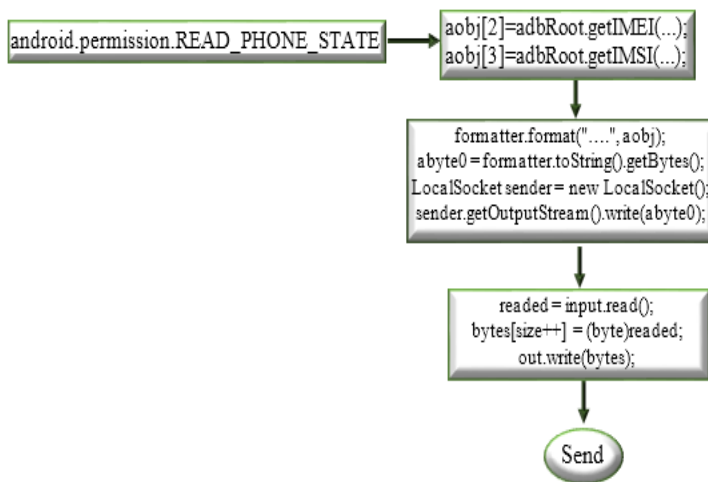 android.permission.READ_PHONE_STATE
aobj[2]=adbRoot.getIMEI(...);
aobj[3]=adbRoot.getIMSI(...);
formatter.format("....", aobj);
abyte0 = formatter.toString().getBytes();
LocalSocket sender = new LocalSocket();
sender.getOutputStream().write(abyte0);
readed = input.read();
bytes[size++] = (byte)readed;
out.write(bytes);
Send